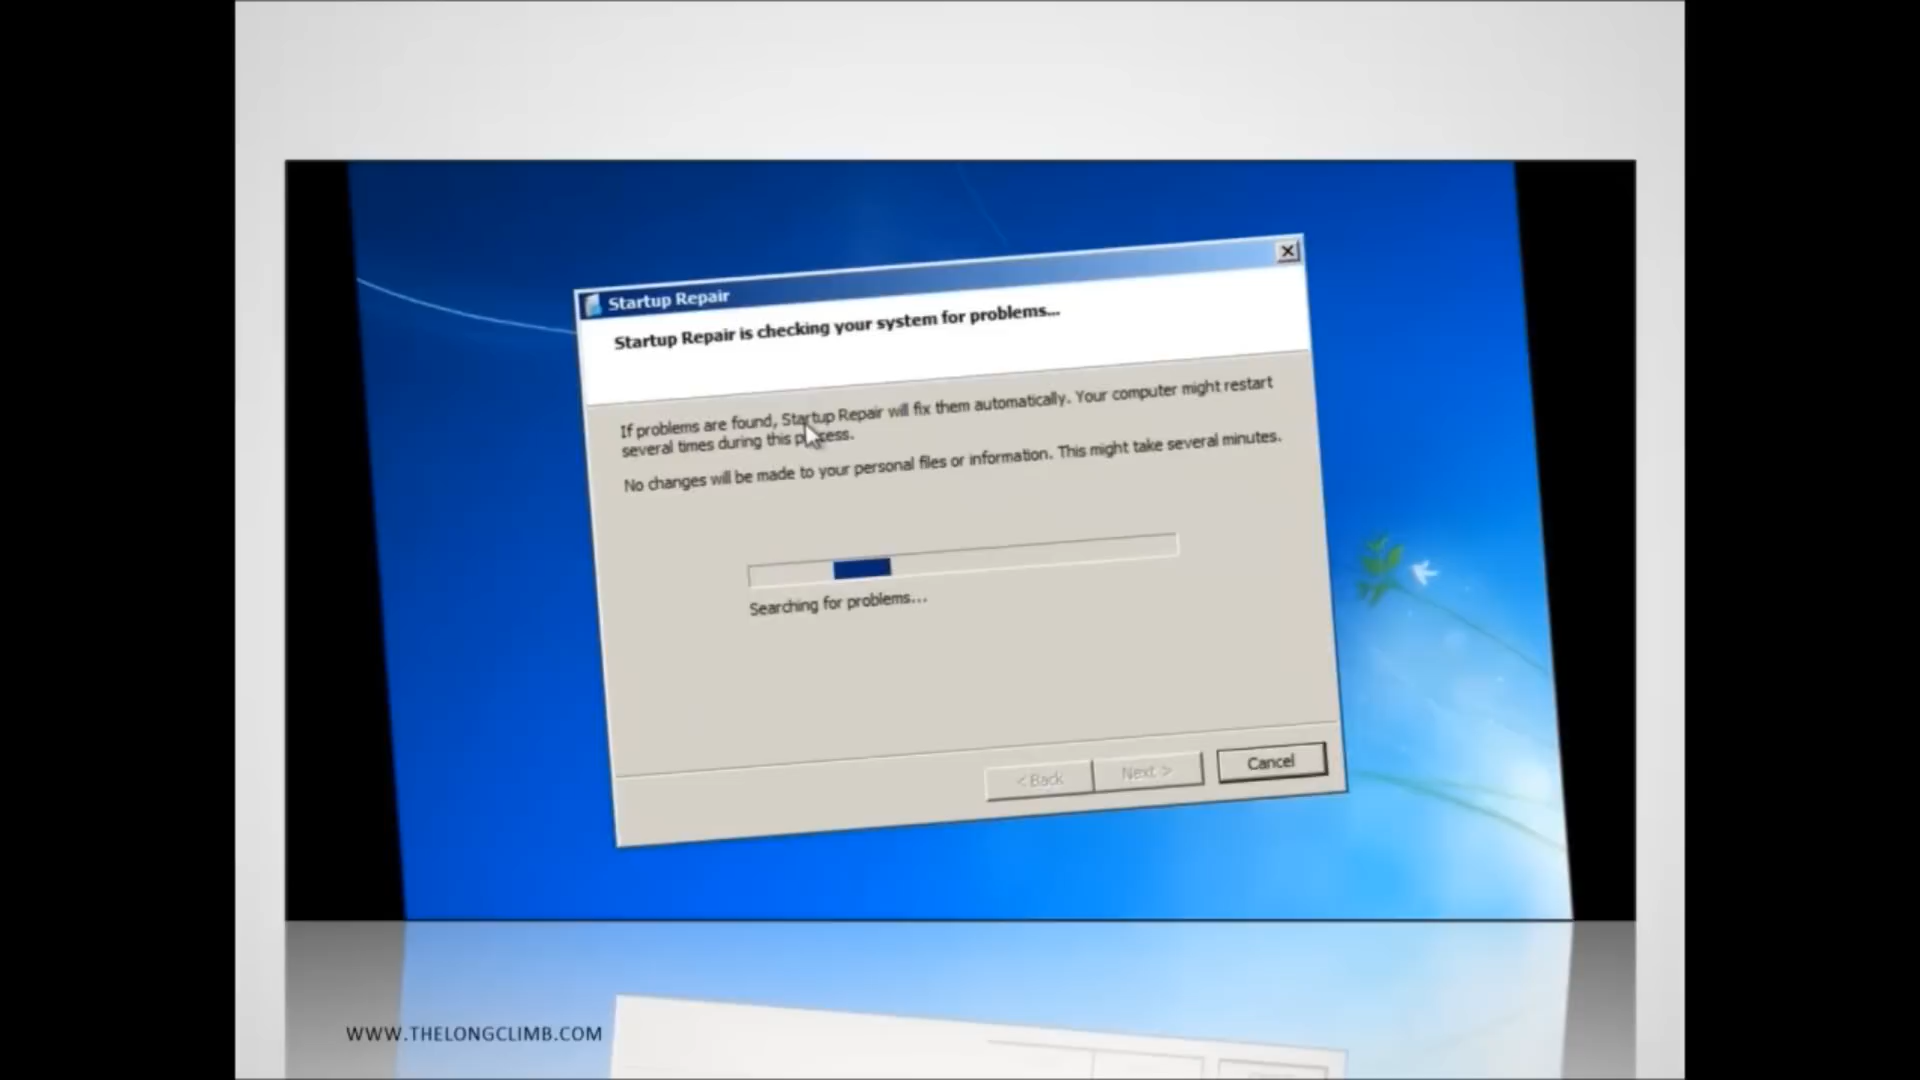 Startup Repair
Startup Repair is checking your system for problems...
If problems are found, Startup Repair will fix them automatically. Your computer might restart
several times during this process.
No changes will be made to your personal files or information. This might take several minutes.
Searching for problems...
< Back
Next >
Cancel
WWW.THELONGCLIMB.COM